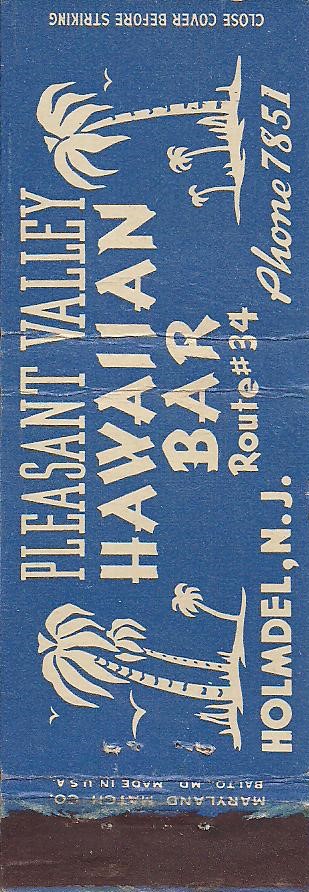 CLOSE COVER BEFORE STRIKING
PLEASANT VALLEY
HAWAIIAN
BAR
Route # 34
HOLMDEL, N. J. Phone 7851
MARYLAND MATCH CO.
BALTO. MD. MADE IN U.S.A.